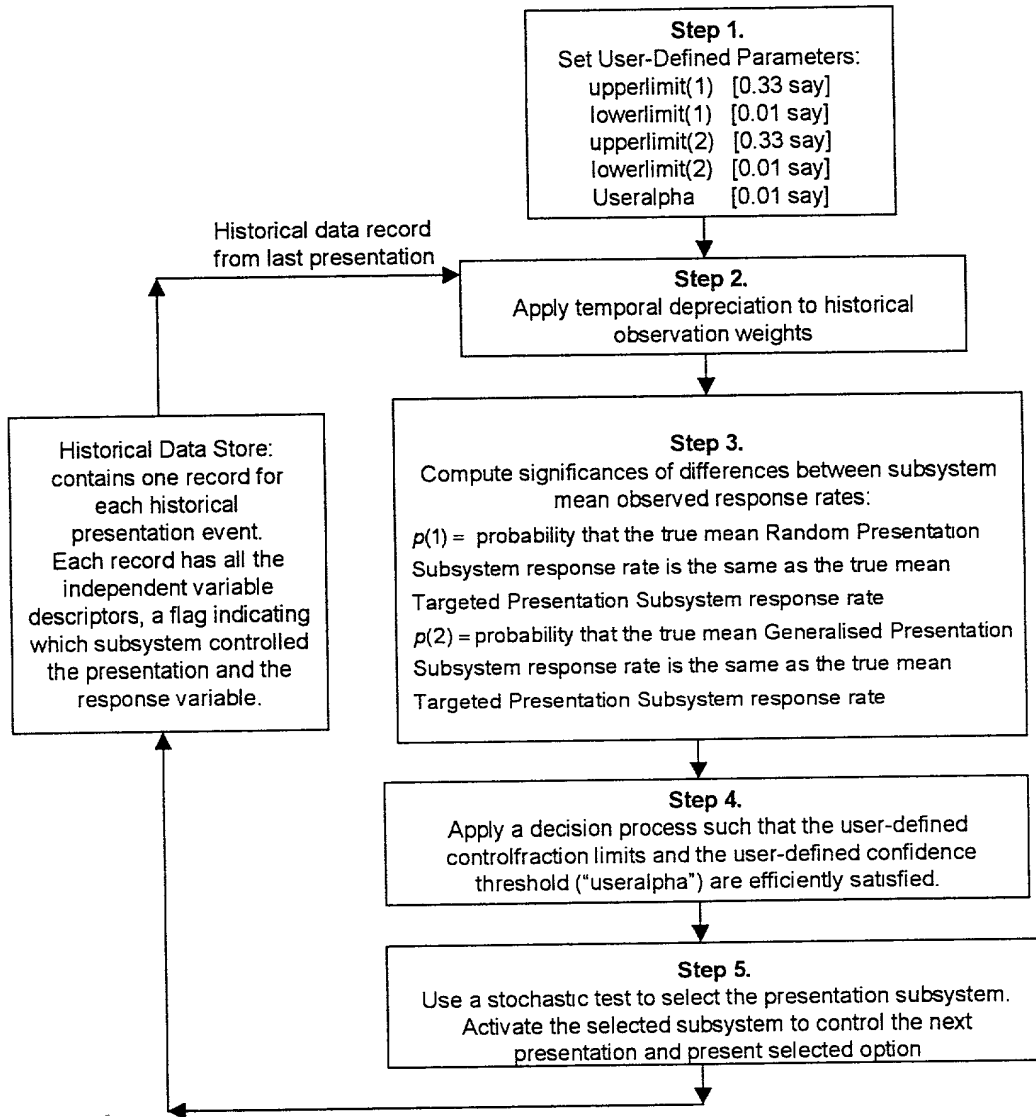 Step 1.
Set User-Defined Parameters:
upperlimit(1) [0.33 say]
lowerlimit(1) [0.01 say]
upperlimit(2) [0.33 say]
lowerlimit(2) [0.01 say]
Useralpha [0.01 say]
Historical data record
from last presentation
Step 2.
Apply temporal depreciation to historical
observation weights
Historical Data Store:
contains one record for
each historical
presentation event.
Each record has all the
independent variable
descriptors, a flag indicating
which subsystem controlled
the presentation and the
response variable.
Step 3.
Compute significances of differences between subsystem
mean observed response rates:
p(1) = probability that the true mean Random Presentation
Subsystem response rate is the same as the true mean
Targeted Presentation Subsystem response rate
p(2) = probability that the true mean Generalised Presentation
Subsystem response rate is the same as the true mean
Targeted Presentation Subsystem response rate
Step 4.
Apply a decision process such that the user-defined
controlfraction limits and the user-defined confidence
threshold ("useralpha") are efficiently satisfied.
Step 5.
Use a stochastic test to select the presentation subsystem.
Activate the selected subsystem to control the next
presentation and present selected option